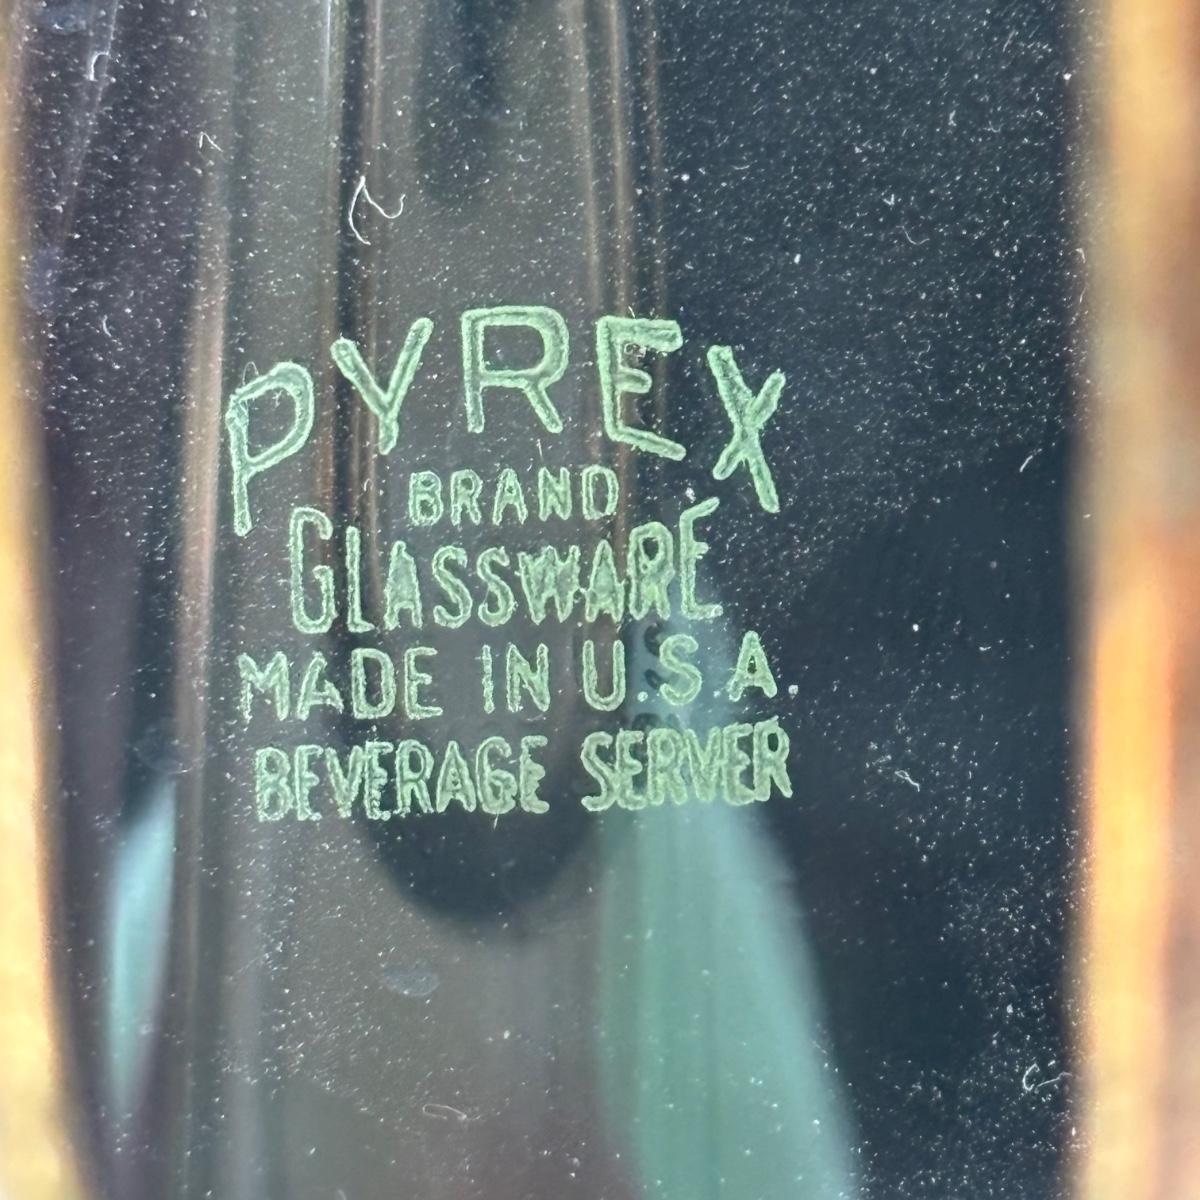 PYREX
BRAND
GLASSWARE
MADE IN U.S.A.
BEVERAGE SERVER